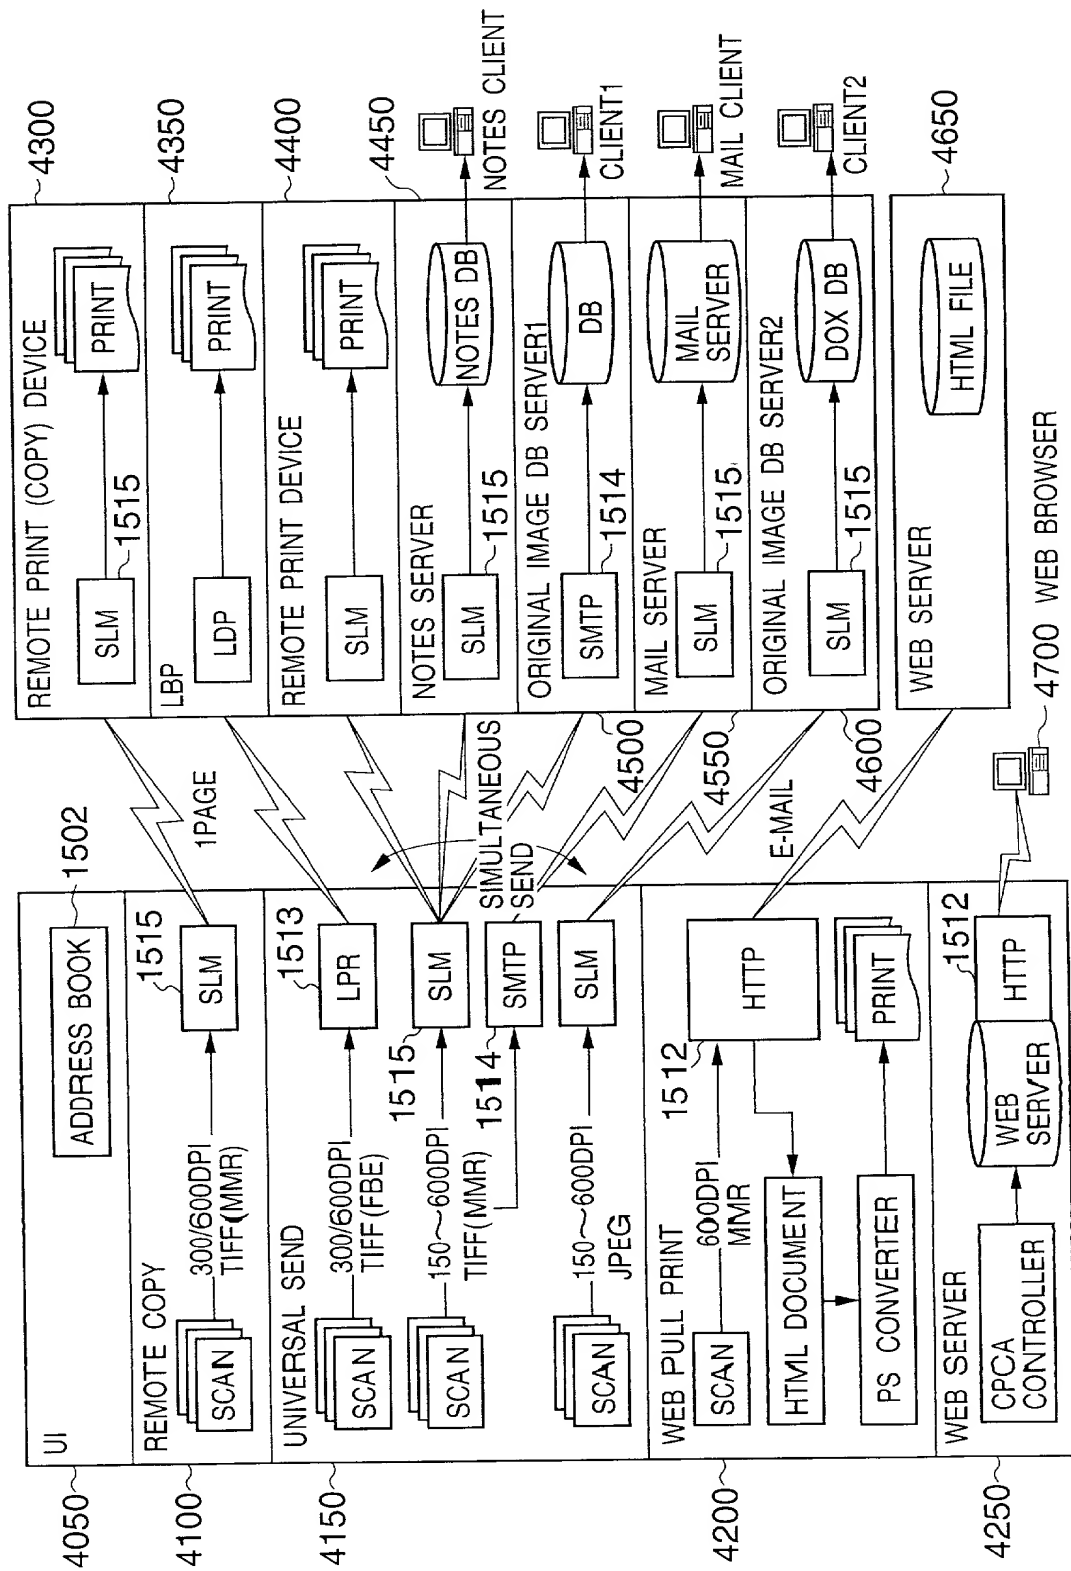 4050
UI
ADDRESS BOOK
1502
4100
REMOTE COPY
SCAN
300/600DPI
TIFF(MMR)
SLM
1515
1PAGE
4150
UNIVERSAL SEND
SCAN
300/600DPI
TIFF(FBE)
LPR
1513
SCAN
150~600DPI
TIFF(MMR)
SLM
1515
SMTP
1514
SIMULTANEOUS
SEND
SCAN
150~600DPI
JPEG
SLM
4200
WEB PULL PRINT
SCAN
600DPI
MMR
HTTP
1512
E-MAIL
HTML DOCUMENT
PS CONVERTER
PRINT
4250
WEB SERVER
CPCA
CONTROLLER
WEB
SERVER
HTTP
1512
4700 WEB BROWSER
REMOTE PRINT (COPY) DEVICE
4300
SLM
1515
PRINT
LBP
4350
LDP
PRINT
REMOTE PRINT DEVICE
4400
SLM
PRINT
NOTES SERVER
4450
SLM
1515
NOTES DB
NOTES CLIENT
ORIGINAL IMAGE DB SERVER1
4500
SMTP
1514
DB
CLIENT1
MAIL SERVER
4550
SLM
1515
MAIL
SERVER
MAIL CLIENT
ORIGINAL IMAGE DB SERVER2
4600
SLM
1515
DOX DB
CLIENT2
WEB SERVER
4650
HTML FILE